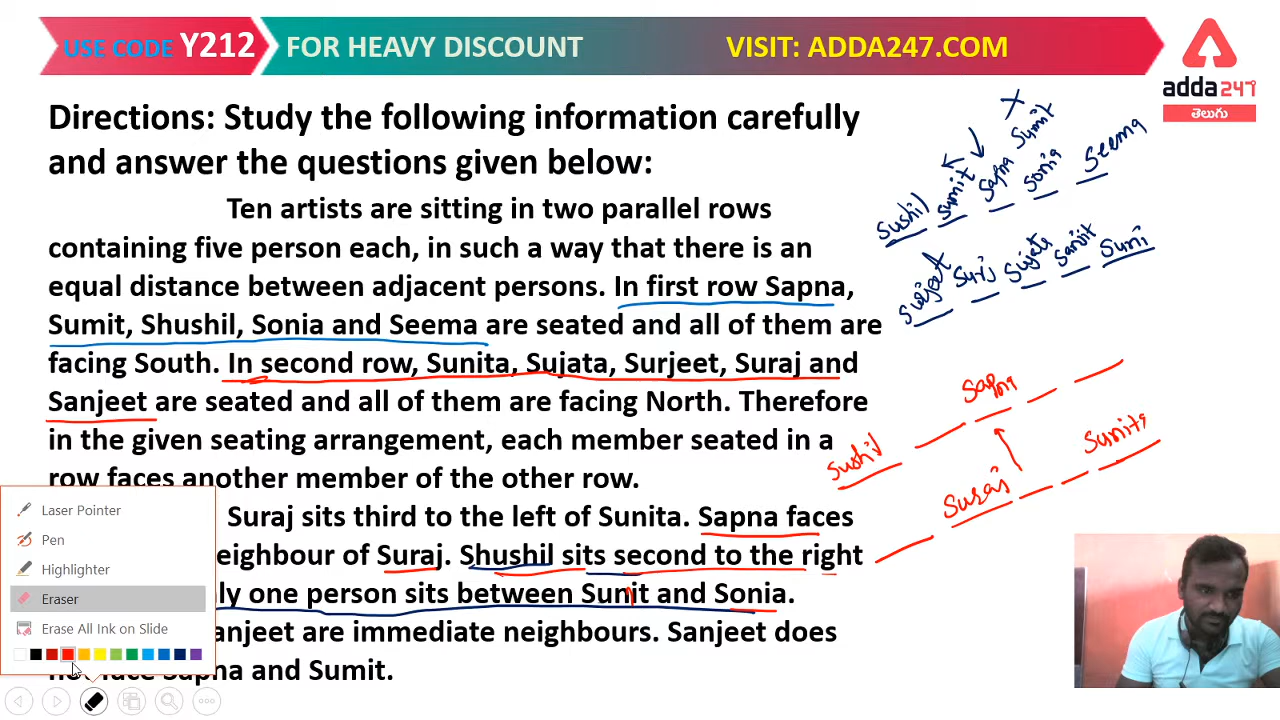 USE CODE Y212 FOR HEAVY DISCOUNT VISIT: ADDA247.COM
adda247
తెలుగు
Directions: Study the following information carefully
and answer the questions given below:
Ten artists are sitting in two parallel rows
containing five person each, in such a way that there is an
equal distance between adjacent persons. In first row Sapna,
Sumit, Shushil, Sonia and Seema are seated and all of them are
facing South. In second row, Sunita, Sujata, Surjeet, Suraj and
Sanjeet are seated and all of them are facing North. Therefore
in the given seating arrangement, each member seated in a
row faces another member of the other row.
Suraj sits third to the left of Sunita. Sapna faces
eighbour of Suraj. Shushil sits second to the right
ly one person sits between Sunit and Sonia.
anjeet are immediate neighbours. Sanjeet does
not face Sapna and Sumit.
Sumit
Sushil Sumit Sapna Sonia Seema
Surjeet Suraj Sujata Sanjit Suni
Sushil Sapna
Suraj Sunita
Laser Pointer
Pen
Highlighter
Eraser
Erase All Ink on Slide